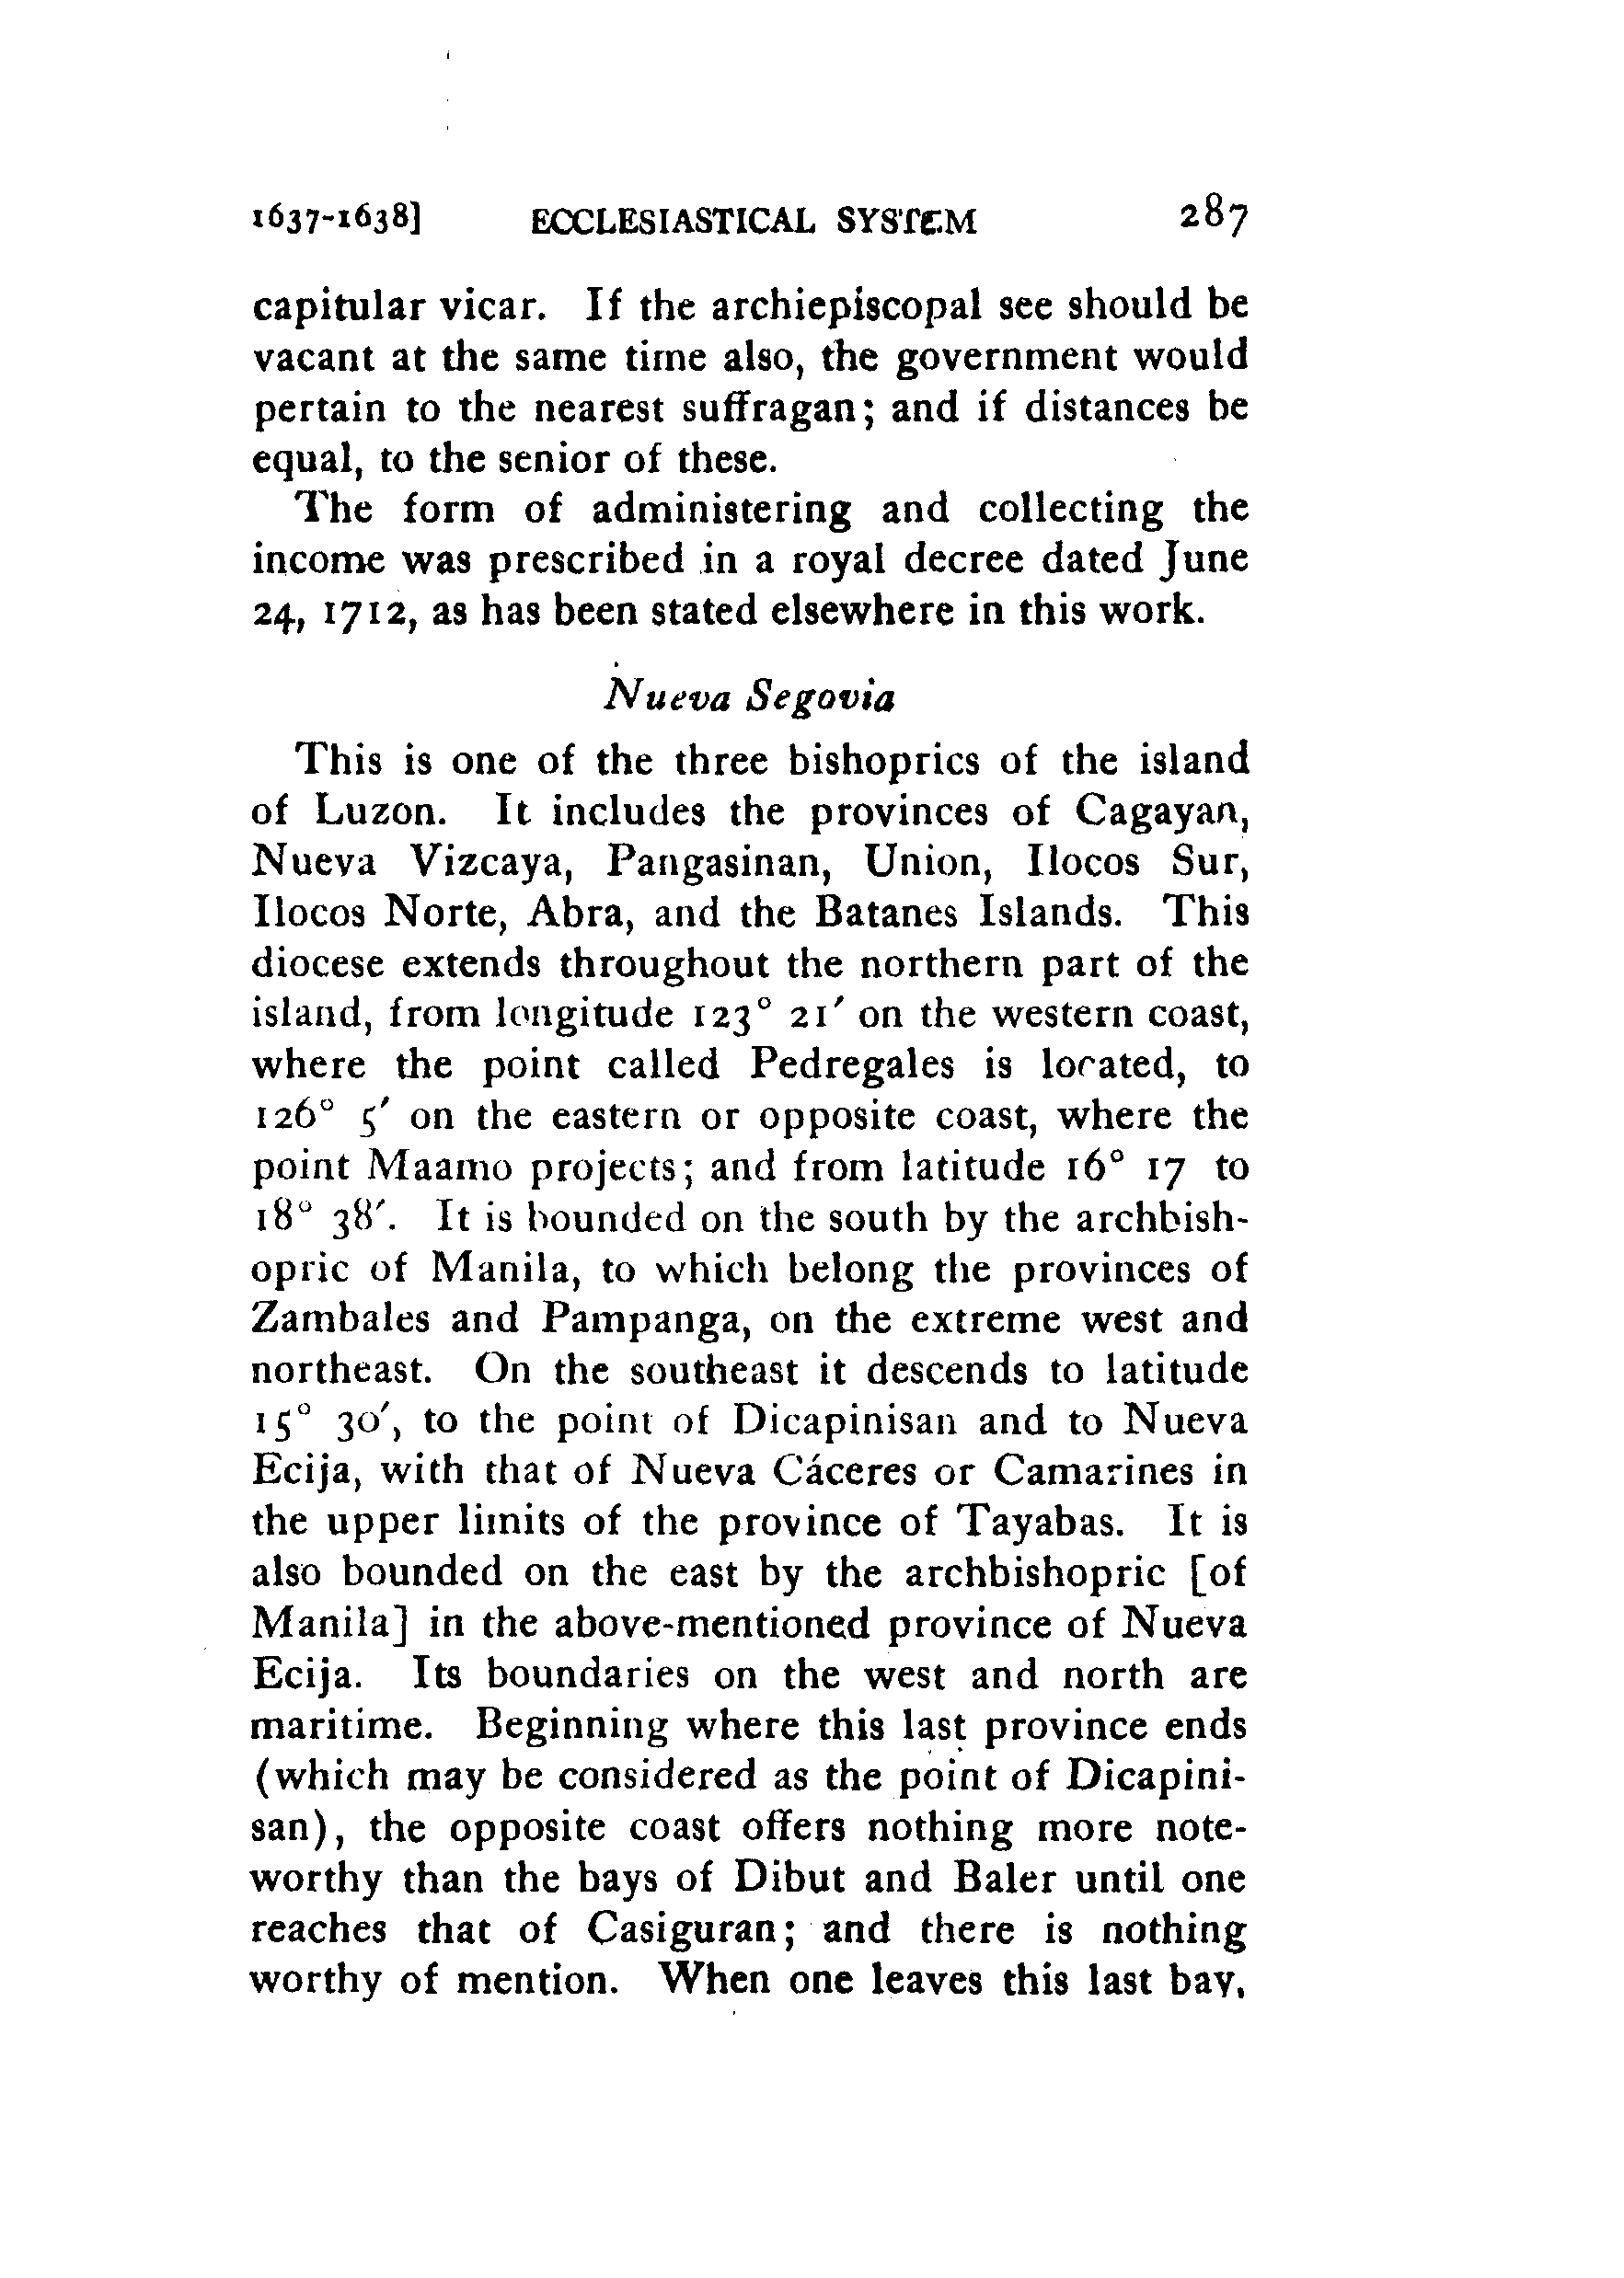 1637-1638] ECCLESIASTICAL SYSTEM 287
capitular vicar. If the archiepiscopal see should be
vacant at the same time also, the government would
pertain to the nearest suffragan; and if distances be
equal, to the senior of these.
The form of administering and collecting the
income was prescribed in a royal decree dated June
24, 1712, as has been stated elsewhere in this work.
Nueva Segovia
This is one of the three bishoprics of the island
of Luzon. It includes the provinces of Cagayan,
Nueva Vizcaya, Pangasinan, Union, Ilocos Sur,
Ilocos Norte, Abra, and the Batanes Islands. This
diocese extends throughout the northern part of the
island, from longitude 123° 21′ on the western coast,
where the point called Pedregales is located, to
126° 5′ on the eastern or opposite coast, where the
point Maamo projects; and from latitude 16° 17 to
18° 38′. It is bounded on the south by the archbish-
opric of Manila, to which belong the provinces of
Zambales and Pampanga, on the extreme west and
northeast. On the southeast it descends to latitude
15° 30′, to the point of Dicapinisan and to Nueva
Ecija, with that of Nueva Cáceres or Camarines in
the upper limits of the province of Tayabas. It is
also bounded on the east by the archbishopric [of
Manila] in the above-mentioned province of Nueva
Ecija. Its boundaries on the west and north are
maritime. Beginning where this last province ends
(which may be considered as the point of Dicapini-
san), the opposite coast offers nothing more note-
worthy than the bays of Dibut and Baler until one
reaches that of Casiguran; and there is nothing
worthy of mention. When one leaves this last bay,